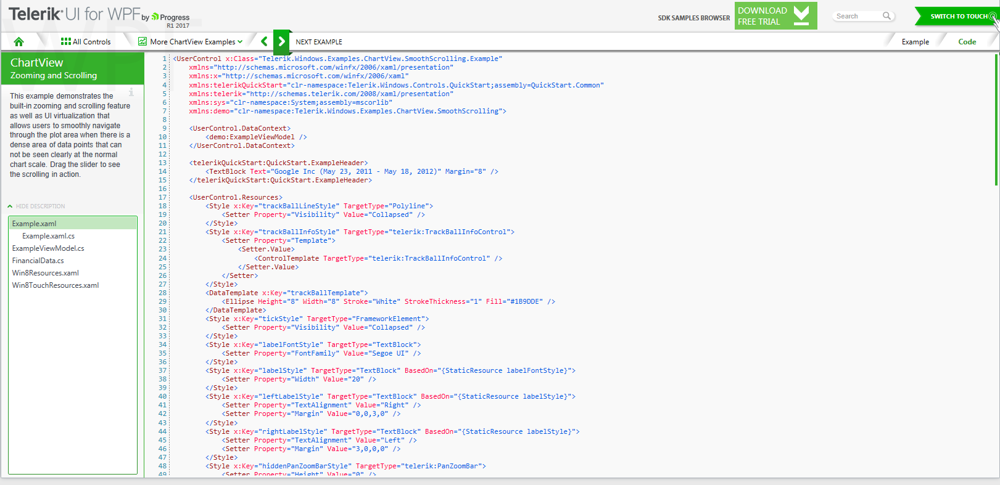 Telerik UI for WPF by Progress
R1 2017
SDK SAMPLES BROWSER
DOWNLOAD
FREE TRIAL
Search
SWITCH TO TOUCH
All Controls
More ChartView Examples
NEXT EXAMPLE
Example
Code
ChartView
Zooming and Scrolling
This example demonstrates the
built-in zooming and scrolling feature
as well as UI virtualization that
allows users to smoothly navigate
through the plot area when there is a
dense area of data points that can
not be seen clearly at the normal
chart scale. Drag the slider to see
the scrolling in action.
HIDE DESCRIPTION
Example.xaml
Example.xaml.cs
ExampleViewModel.cs
FinancialData.cs
Win8Resources.xaml
Win8TouchResources.xaml
1 <UserControl x:Class="Telerik.Windows.Examples.ChartView.SmoothScrolling.Example"
2 xmlns="http://schemas.microsoft.com/winfx/2006/xaml/presentation"
3 xmlns:x="http://schemas.microsoft.com/winfx/2006/xaml"
4 xmlns:telerikQuickStart="clr-namespace:Telerik.Windows.Controls.QuickStart;assembly=QuickStart.Common"
5 xmlns:telerik="http://schemas.telerik.com/2008/xaml/presentation"
6 xmlns:sys="clr-namespace:System;assembly=mscorlib"
7 xmlns:demo="clr-namespace:Telerik.Windows.Examples.ChartView.SmoothScrolling">
8
9 <UserControl.DataContext>
10 <demo:ExampleViewModel />
11 </UserControl.DataContext>
12
13 <telerikQuickStart:QuickStart.ExampleHeader>
14 <TextBlock Text="Google Inc (May 23, 2011 - May 18, 2012)" Margin="8" />
15 </telerikQuickStart:QuickStart.ExampleHeader>
16
17 <UserControl.Resources>
18 <Style x:Key="trackBallLineStyle" TargetType="Polyline">
19 <Setter Property="Visibility" Value="Collapsed" />
20 </Style>
21 <Style x:Key="trackBallInfoStyle" TargetType="telerik:TrackBallInfoControl">
22 <Setter Property="Template">
23 <Setter.Value>
24 <ControlTemplate TargetType="telerik:TrackBallInfoControl" />
25 </Setter.Value>
26 </Setter>
27 </Style>
28 <DataTemplate x:Key="trackBallTemplate">
29 <Ellipse Height="8" Width="8" Stroke="White" StrokeThickness="1" Fill="#1B9DDE" />
30 </DataTemplate>
31 <Style x:Key="tickStyle" TargetType="FrameworkElement">
32 <Setter Property="Visibility" Value="Collapsed" />
33 </Style>
34 <Style x:Key="labelFontStyle" TargetType="TextBlock">
35 <Setter Property="FontFamily" Value="Segoe UI" />
36 </Style>
37 <Style x:Key="labelStyle" TargetType="TextBlock" BasedOn="{StaticResource labelFontStyle}">
38 <Setter Property="Width" Value="20" />
39 </Style>
40 <Style x:Key="leftLabelStyle" TargetType="TextBlock" BasedOn="{StaticResource labelStyle}">
41 <Setter Property="TextAlignment" Value="Right" />
42 <Setter Property="Margin" Value="0,0,3,0" />
43 </Style>
44 <Style x:Key="rightLabelStyle" TargetType="TextBlock" BasedOn="{StaticResource labelStyle}">
45 <Setter Property="TextAlignment" Value="Left" />
46 <Setter Property="Margin" Value="3,0,0,0" />
47 </Style>
48 <Style x:Key="hiddenPanZoomBarStyle" TargetType="telerik:PanZoomBar">
49 <Setter Property="Height" Value="0" />